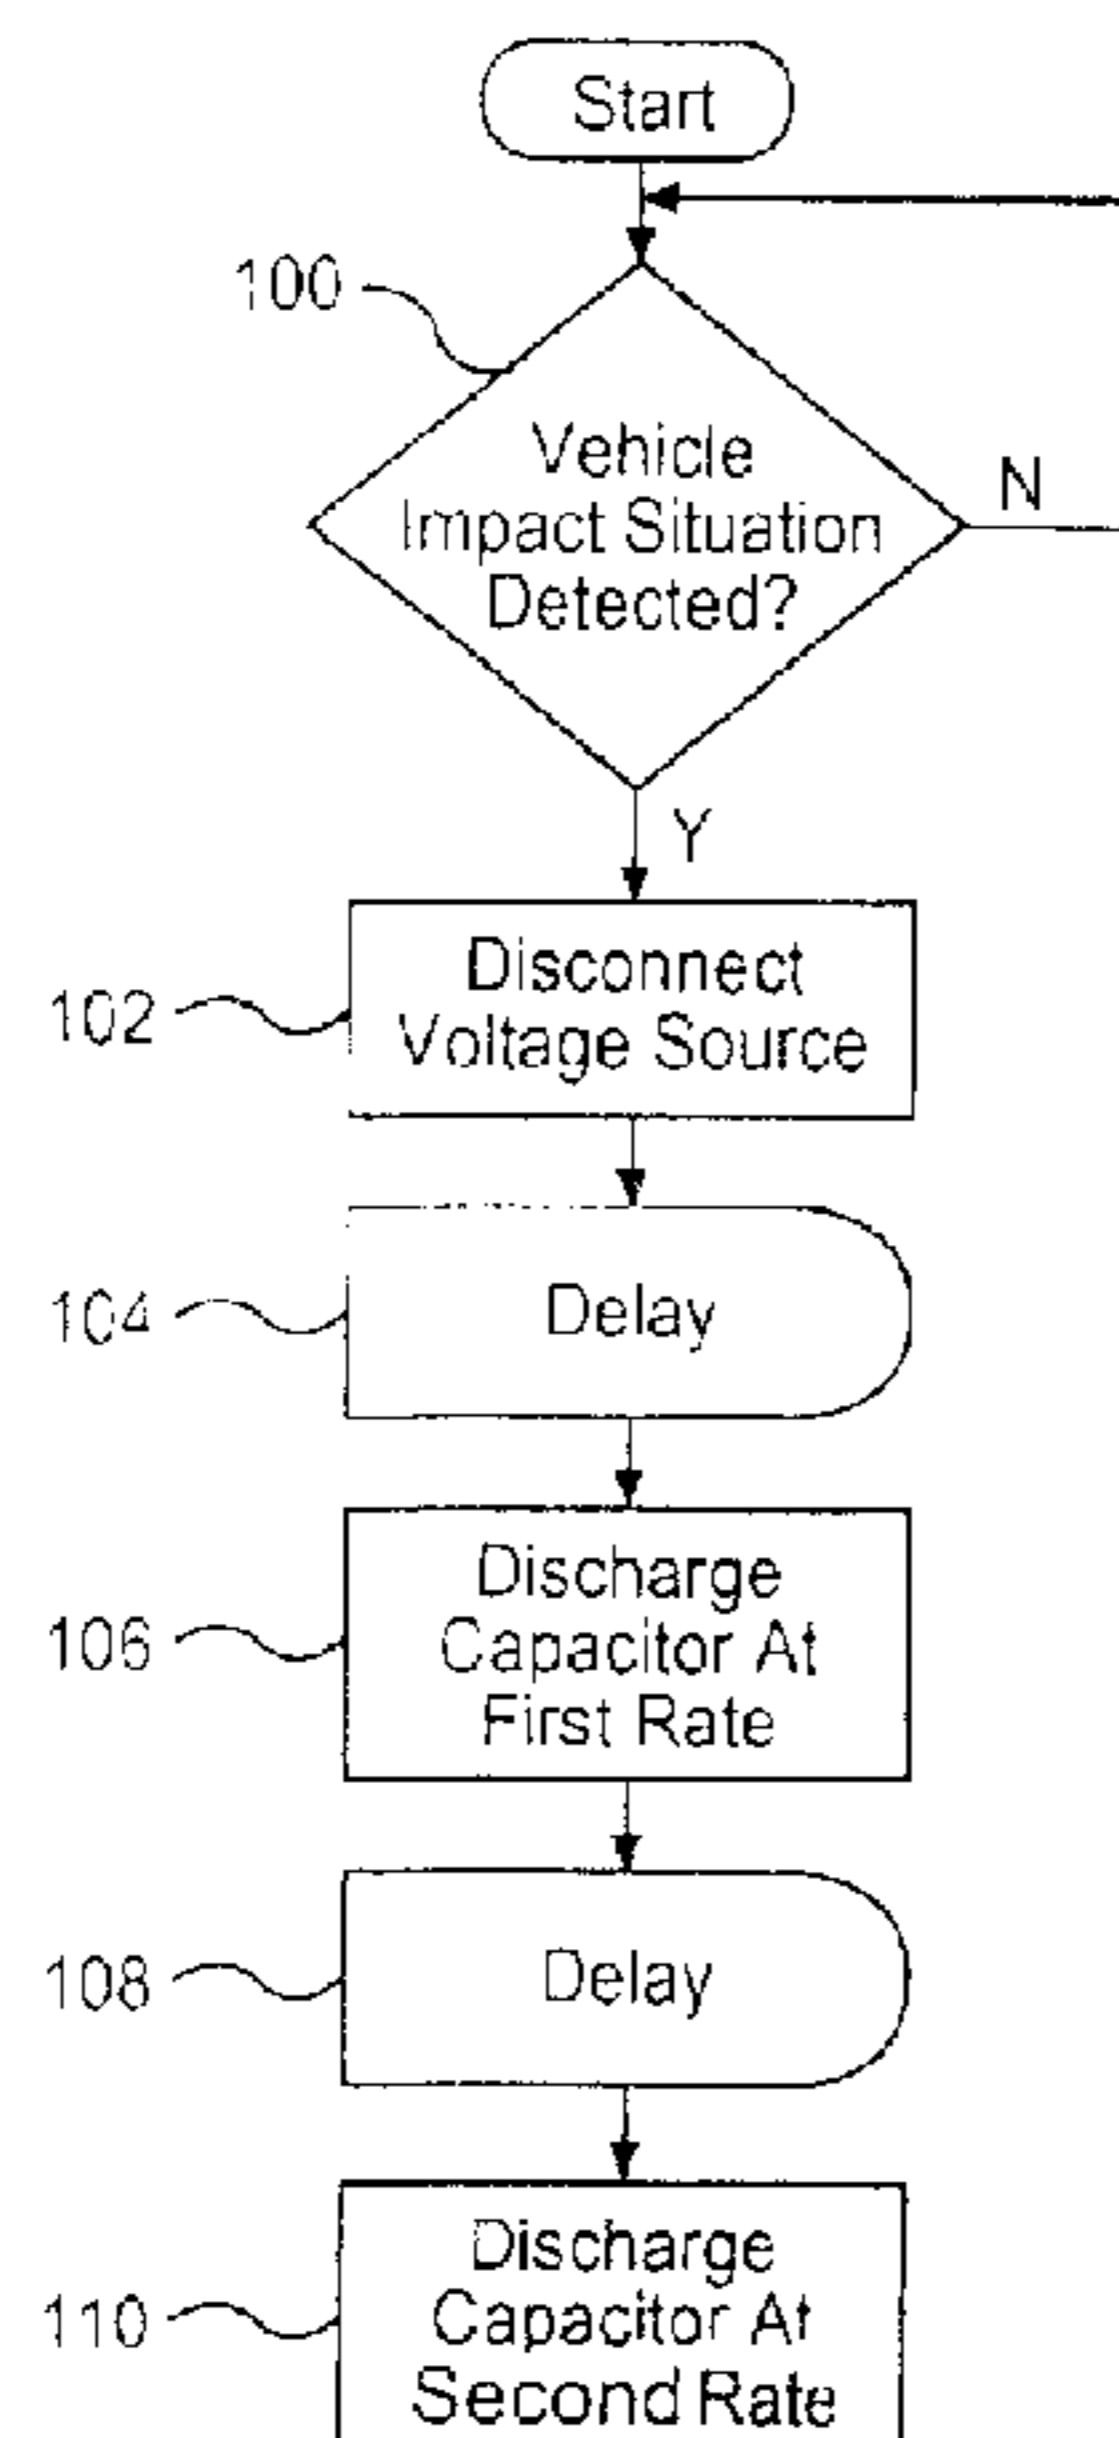 Start
100
Vehicle
Impact Situation
Detected?
N
Y
Disconnect
Voltage Source
102
Delay
104
Discharge
Capacitor At
First Rate
106
Delay
108
Discharge
Capacitor At
Second Rate
110